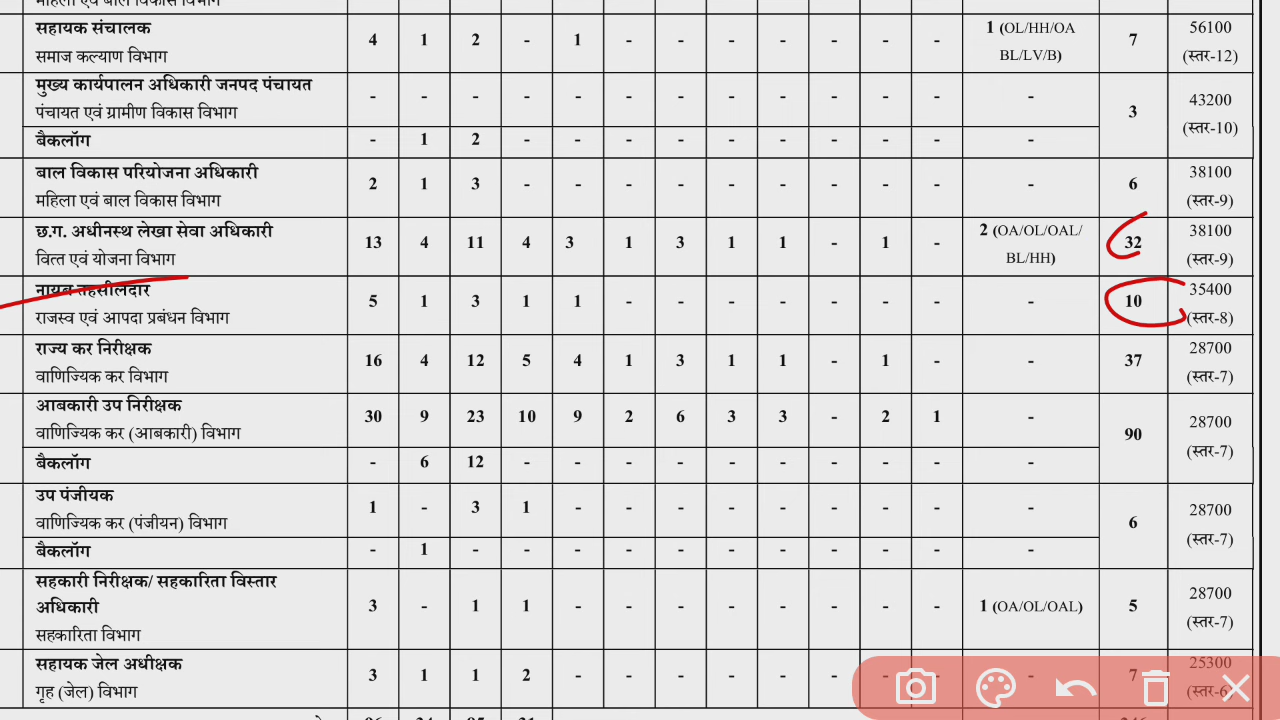 महिला एवं बाल विकास विभाग
सहायक संचालक
समाज कल्याण विभाग
4 1 2 - 1 - - - - - - - 1 (OL/HH/OA BL/LV/B) 7 56100 (स्तर-12)
मुख्य कार्यपालन अधिकारी जनपद पंचायत
पंचायत एवं ग्रामीण विकास विभाग
- - - - - - - - - - - - - 3 43200 (स्तर-10)
बैकलॉग - 1 2 - - - - - - - - - -
बाल विकास परियोजना अधिकारी
महिला एवं बाल विकास विभाग
2 1 3 - - - - - - - - - - 6 38100 (स्तर-9)
छ.ग. अधीनस्थ लेखा सेवा अधिकारी
वित्त एवं योजना विभाग
13 4 11 4 3 1 3 1 1 - 1 - 2 (OA/OL/OAL/ BL/HH) 32 38100 (स्तर-9)
नायब तहसीलदार
राजस्व एवं आपदा प्रबंधन विभाग
5 1 3 1 1 - - - - - - - - 10 35400 (स्तर-8)
राज्य कर निरीक्षक
वाणिज्यिक कर विभाग
16 4 12 5 4 1 3 1 1 - 1 - - 37 28700 (स्तर-7)
आबकारी उप निरीक्षक
वाणिज्यिक कर (आबकारी) विभाग
30 9 23 10 9 2 6 3 3 - 2 1 - 90 28700 (स्तर-7)
बैकलॉग - 6 12 - - - - - - - - - -
उप पंजीयक
वाणिज्यिक कर (पंजीयन) विभाग
1 - 3 1 - - - - - - - - - 6 28700 (स्तर-7)
बैकलॉग - 1 - - - - - - - - - - -
सहकारी निरीक्षक/ सहकारिता विस्तार
अधिकारी
सहकारिता विभाग
3 - 1 1 - - - - - - - - 1 (OA/OL/OAL) 5 28700 (स्तर-7)
सहायक जेल अधीक्षक
गृह (जेल) विभाग
3 1 1 2 - - - - - - - - - 7 25300 (स्तर-6